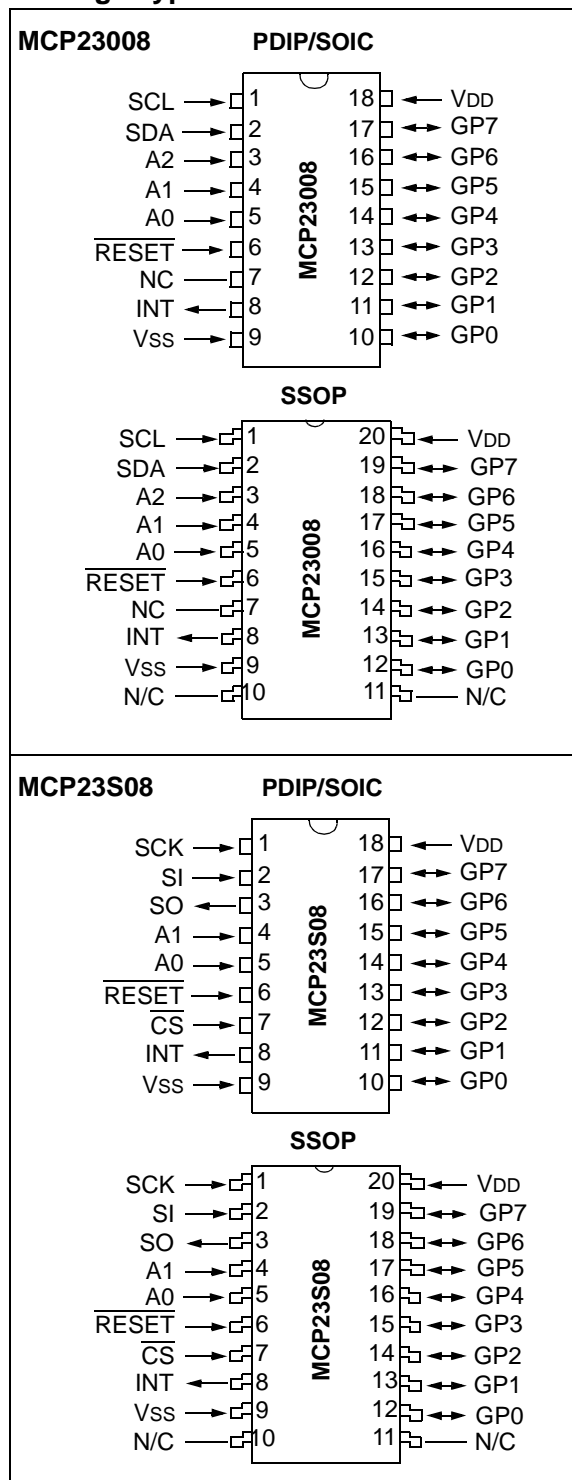 MCP23008 PDIP/SOIC
SCL 1 18 VDD
SDA 2 17 GP7
A2 3 16 GP6
A1 4 15 GP5
A0 5 14 GP4
RESET 6 13 GP3
NC 7 12 GP2
INT 8 11 GP1
VSS 9 10 GP0
MCP23008
SSOP
SCL 1 20 VDD
SDA 2 19 GP7
A2 3 18 GP6
A1 4 17 GP5
A0 5 16 GP4
RESET 6 15 GP3
NC 7 14 GP2
INT 8 13 GP1
VSS 9 12 GP0
N/C 10 11 N/C
MCP23008
MCP23S08 PDIP/SOIC
SCK 1 18 VDD
SI 2 17 GP7
SO 3 16 GP6
A1 4 15 GP5
A0 5 14 GP4
RESET 6 13 GP3
CS 7 12 GP2
INT 8 11 GP1
VSS 9 10 GP0
MCP23S08
SSOP
SCK 1 20 VDD
SI 2 19 GP7
SO 3 18 GP6
A1 4 17 GP5
A0 5 16 GP4
RESET 6 15 GP3
CS 7 14 GP2
INT 8 13 GP1
VSS 9 12 GP0
N/C 10 11 N/C
MCP23S08